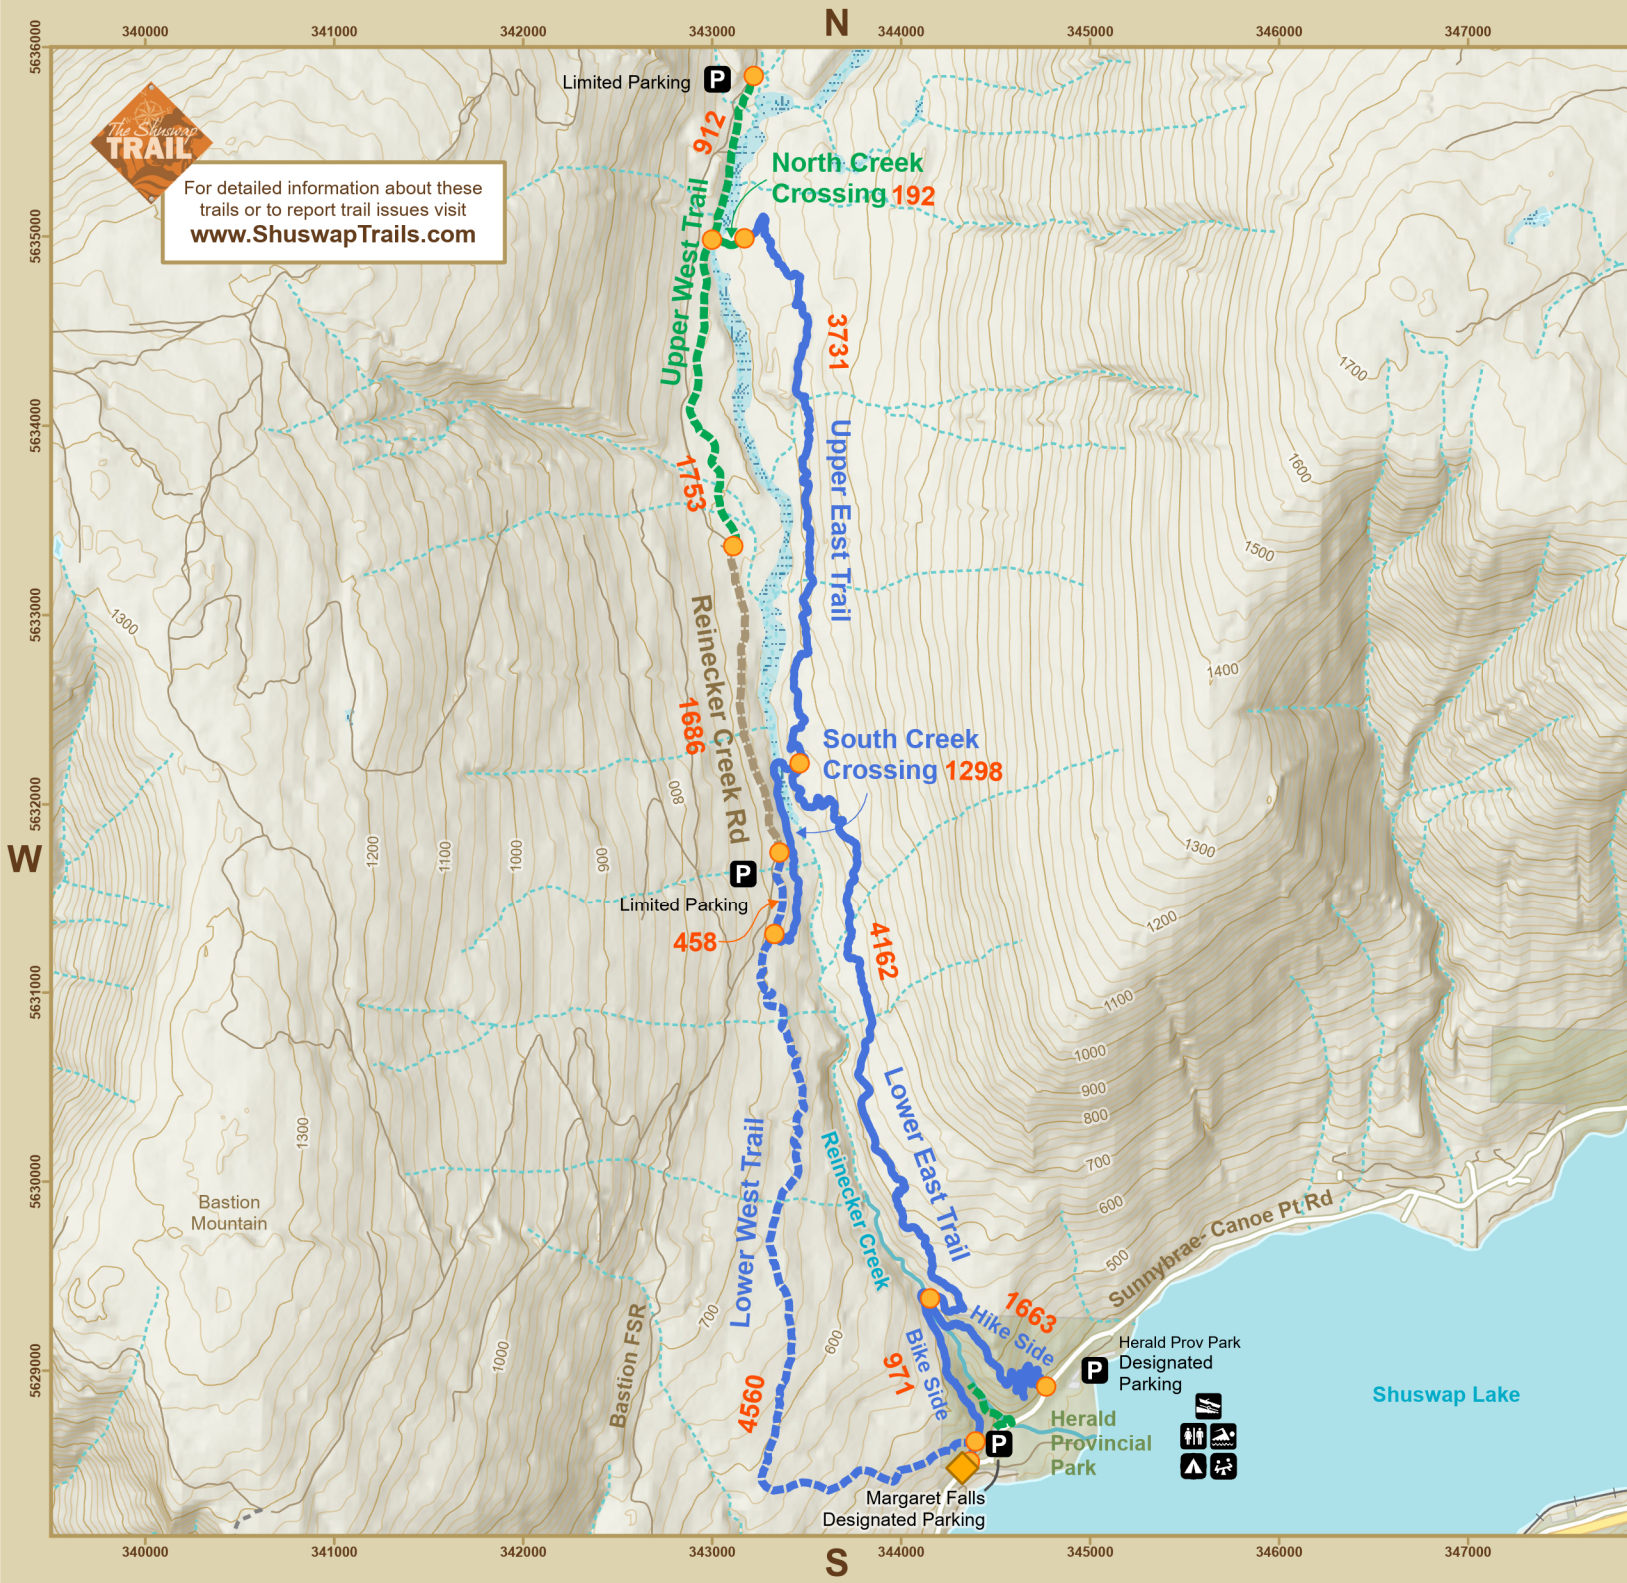 N
340000
341000
342000
343000
344000
345000
346000
347000
5636000
5635000
5634000
5633000
5632000
5631000
5630000
5629000
W
The Shuswap
TRAIL
For detailed information about these
trails or to report trail issues visit
www.ShuswapTrails.com
Limited Parking
P
912
North Creek
Crossing 192
Upper West Trail
3731
1700
1753
Upper East Trail
1600
1500
1300
Reinecker Creek Rd
1686
1400
South Creek
Crossing 1298
800
1200
1100
1000
900
P
Limited Parking
458
1300
1200
4162
1100
1000
900
800
700
600
500
1300
Lower East Trail
Lower West Trail
Reinecker Creek
Bastion
Mountain
Sunnybrae- Canoe Pt Rd
1663
Hike Side
Bike Side
971
700
600
1000
Bastion FSR
4560
P
Herald Prov Park
Designated
Parking
Shuswap Lake
Herald
Provincial
Park
P
Margaret Falls
Designated Parking
340000
341000
342000
343000
344000
345000
346000
347000
S